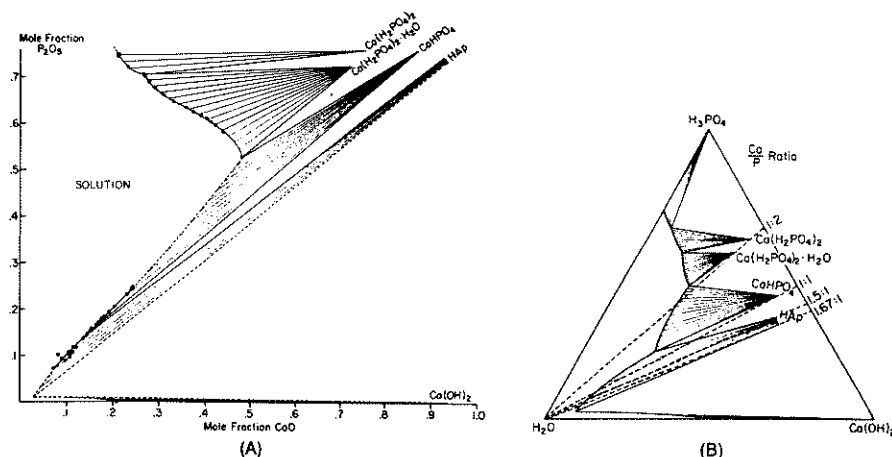 Mole Fraction
P₂O₅
.7
.6
.5
.4
.3
.2
.1
.1 .2 .3 .4 .5 .6 .7 .8 .9 1.0
Mole Fraction CaO
SOLUTION
Ca(H₂PO₄)₂
Ca(H₂PO₄)₂·H₂O
CaHPO₄
HAp
Ca(OH)₂
(A)
H₃PO₄
Ca/P Ratio
1:2
Ca(H₂PO₄)₂
Ca(H₂PO₄)₂·H₂O
CaHPO₄
1:1
1.5:1
HAp
1.67:1
H₂O
Ca(OH)₂
(B)